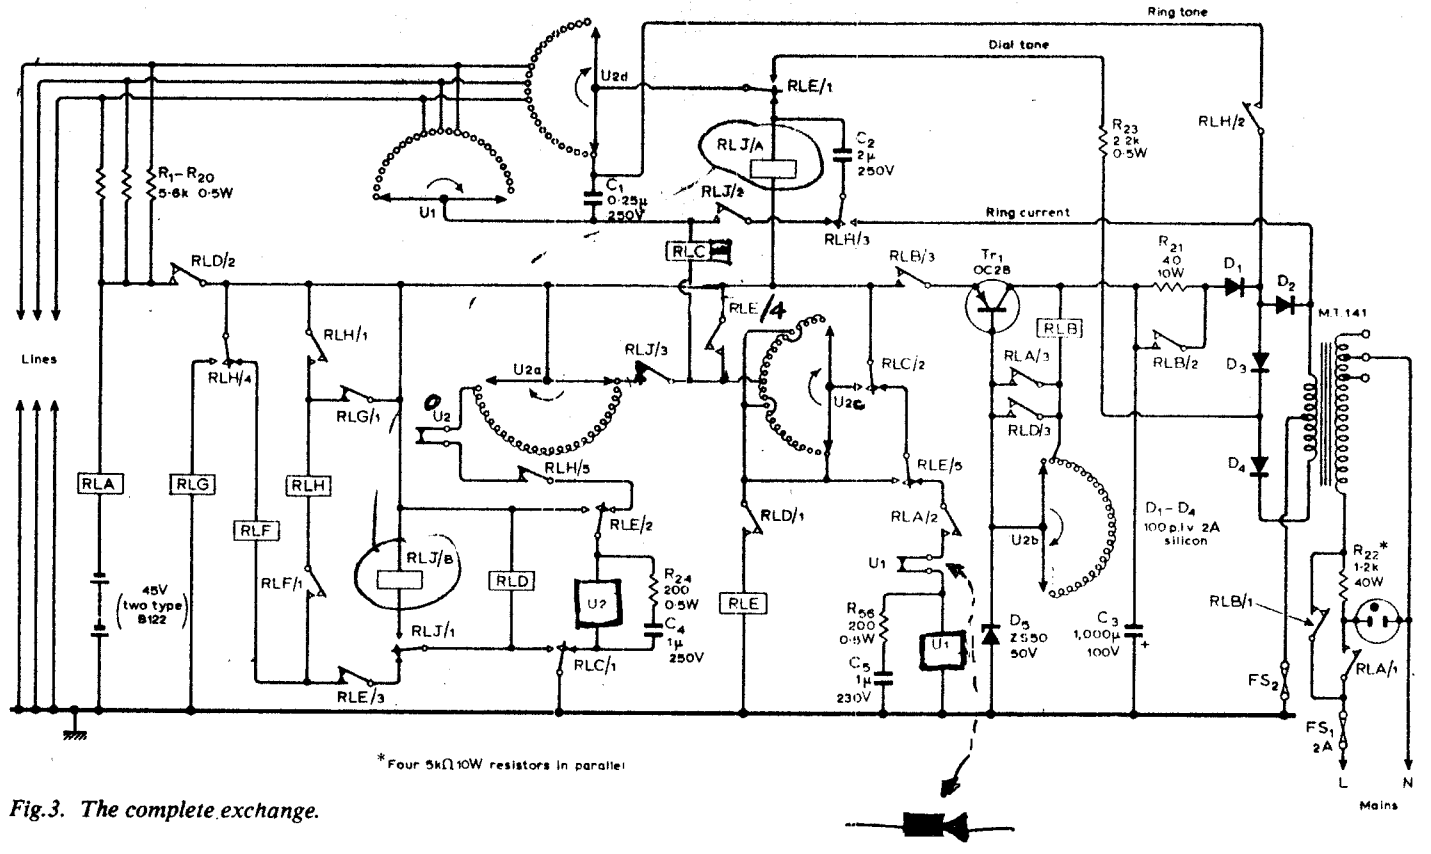 Ring tone
Dial tone
U2d
RLE/1
RLH/2
R23
2.2k
0.5W
RLJ/A
C2
2μ
250V
R1-R20
5.6k 0.5W
U1
C1
0.25μ
250V
RLJ/2
RLH/3
Ring current
RLC
RLD/2
RLB/3
Tr1
OC28
R21
40
10W
D1
D2
M.T.141
RLE/4
Lines
RLH/4
RLH/1
RLG/1
U2a
RLJ/3
RLC/2
U2c
RLB
RLA/3
RLD/3
RLB/2
D3
D4
U2
RLH/5
RLE/5
RLA
RLG
RLH
RLF
RLE/2
RLD/1
RLA/2
U2b
D1-D4
100 p.i.v 2A
silicon
RLF/1
RLJ/B
RLD
U2
R24
200
0.5W
C4
1μ
250V
RLE
U1
R56
200
0.5W
C5
1μ
230V
U1
D5
ZS50
50V
C3
1,000μ
100V
+
R22*
1.2k
40W
RLB/1
RLA/1
45V
(two type)
B122
RLJ/1
RLE/3
RLC/1
FS2
FS1
2A
L
N
Mains
*Four 5kΩ 10W resistors in parallel
Fig.3. The complete exchange.